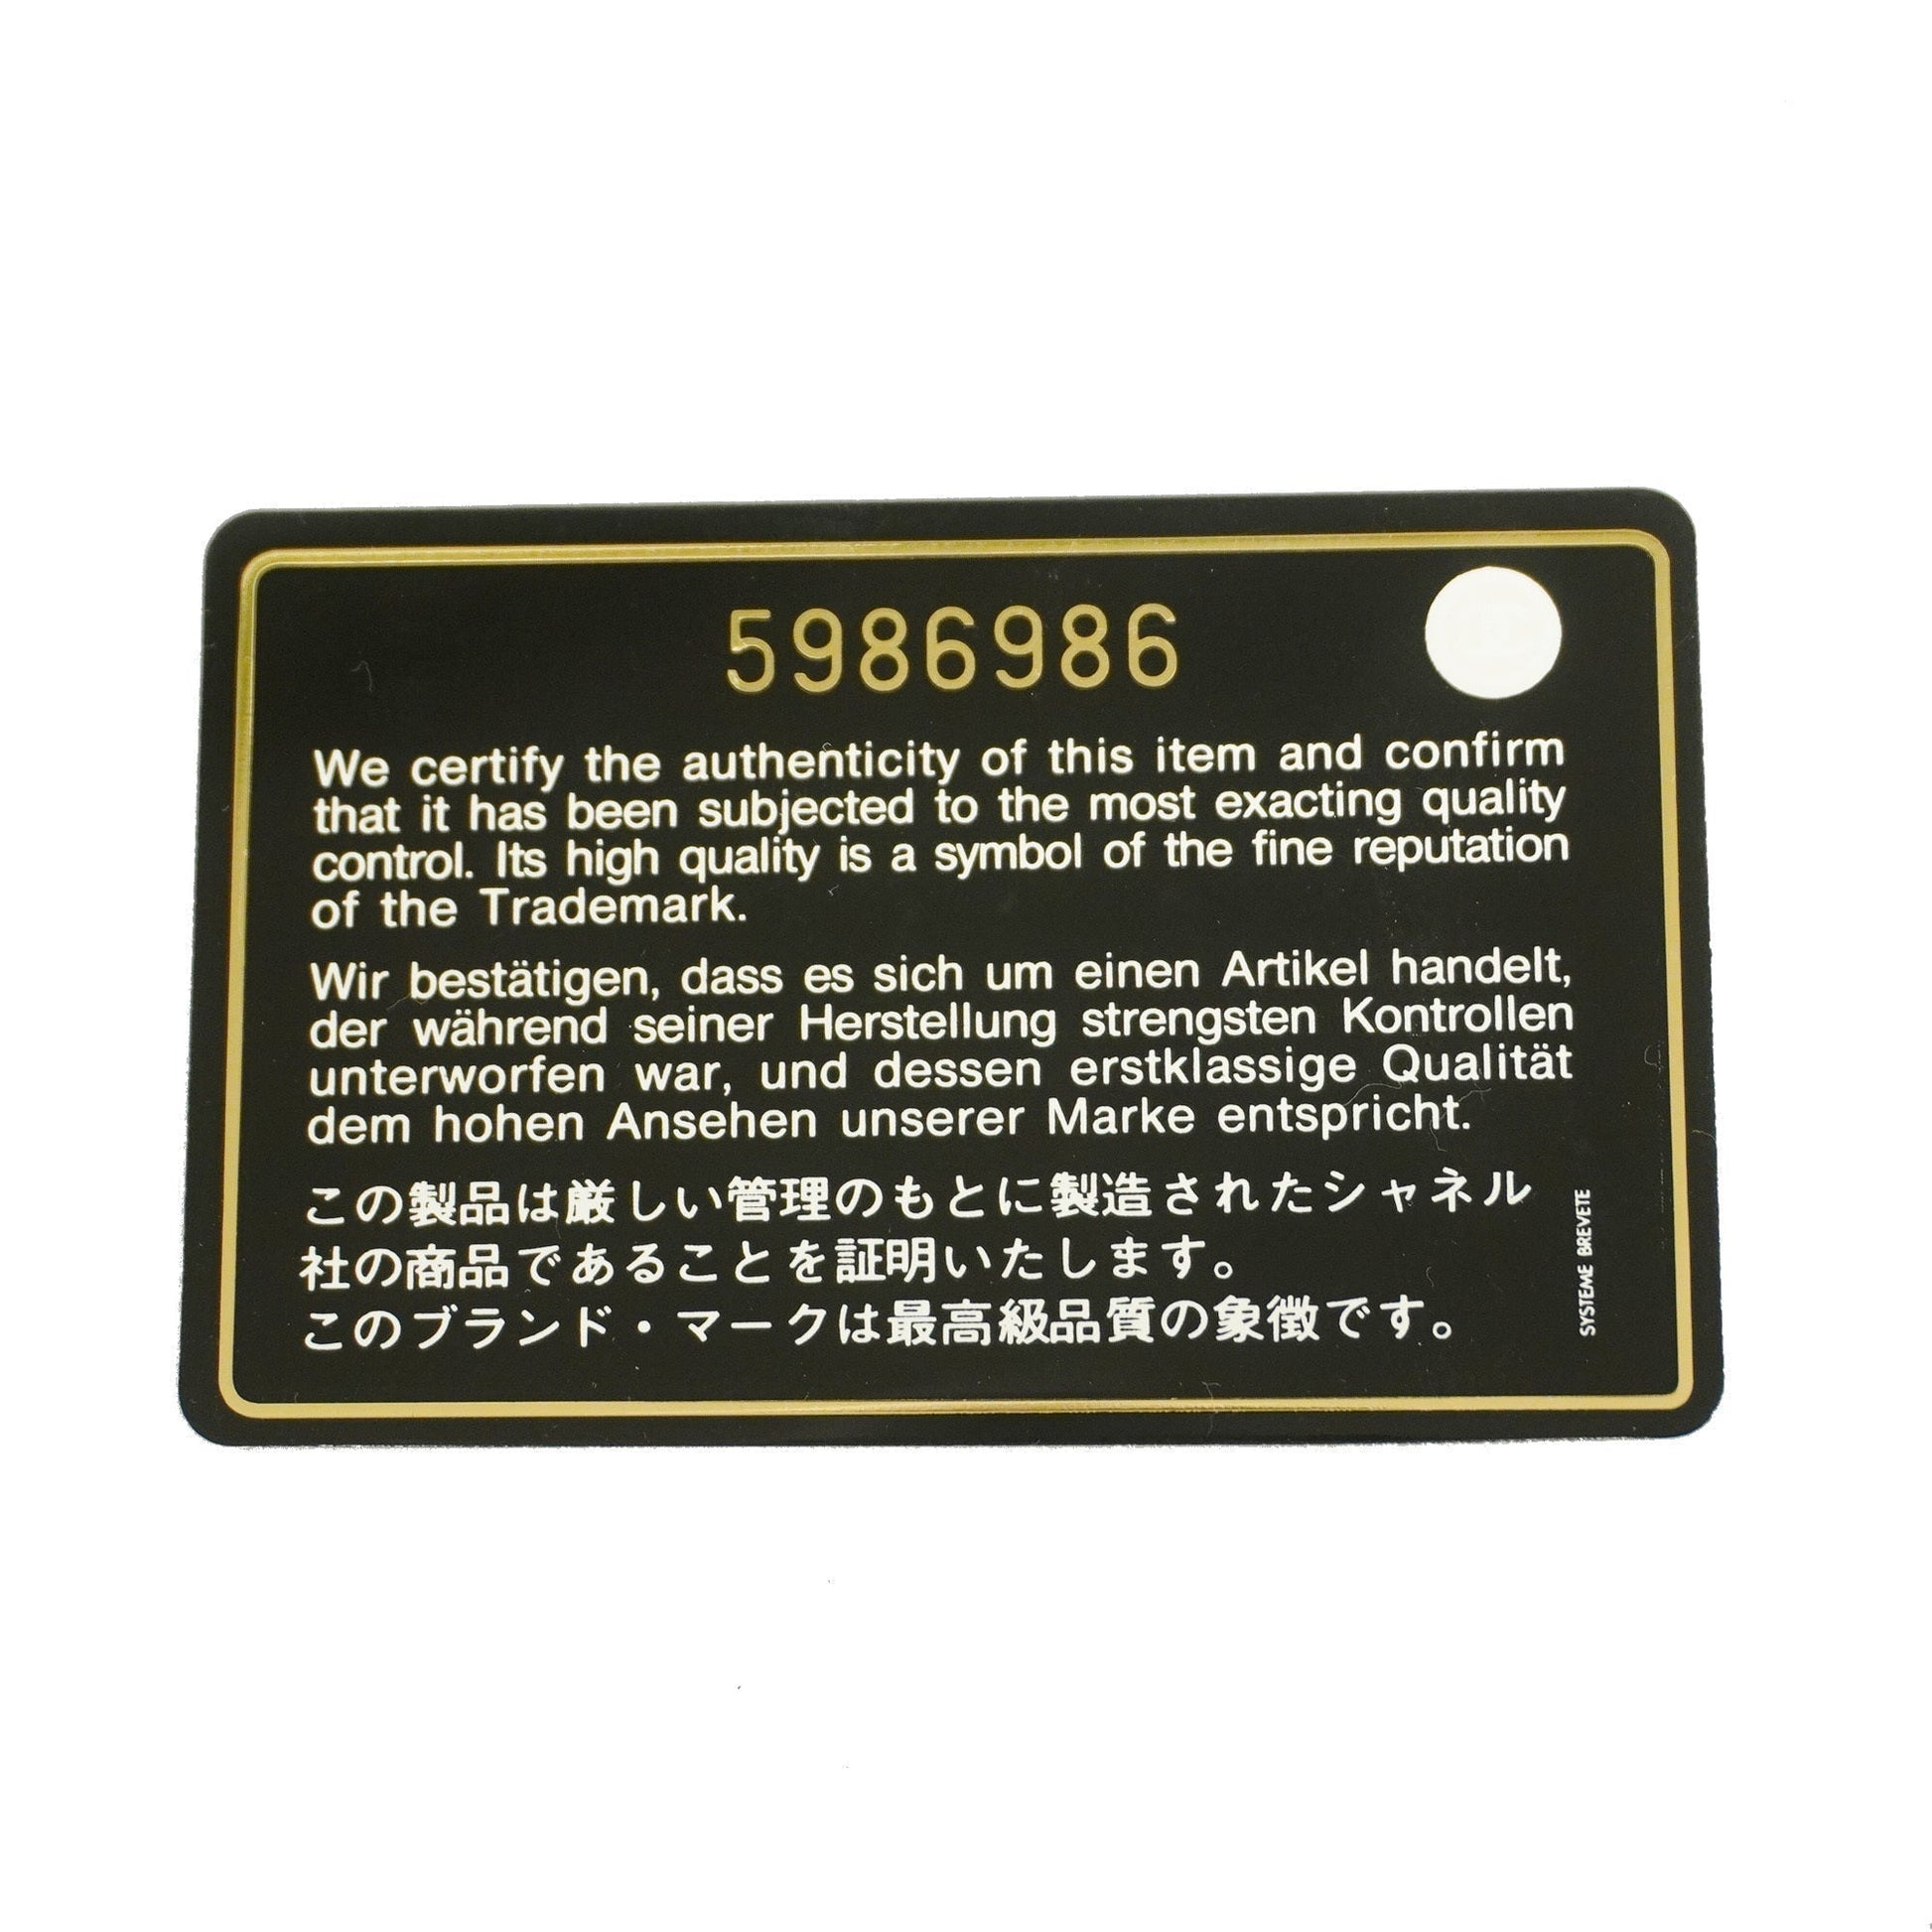 5986986
We certify the authenticity of this item and confirm
that it has been subjected to the most exacting quality
control. Its high quality is a symbol of the fine reputation
of the Trademark.
Wir bestätigen, dass es sich um einen Artikel handelt,
der während seiner Herstellung strengsten Kontrollen
unterworfen war, und dessen erstklassige Qualität
dem hohen Ansehen unserer Marke entspricht.
この製品は厳しい管理のもとに製造されたシャネル
社の商品であることを証明いたします。
このブランド・マークは最高級品質の象徴です。
SYSTEME BREVETE